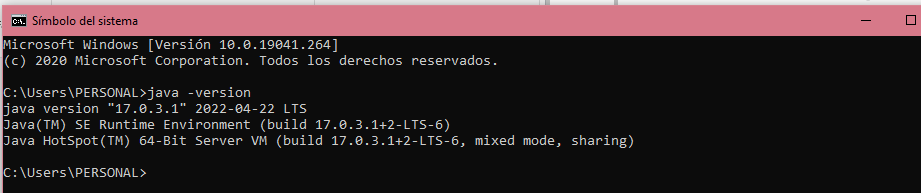 Símbolo del sistema
Microsoft Windows [Versión 10.0.19041.264]
(c) 2020 Microsoft Corporation. Todos los derechos reservados.
C:\Users\PERSONAL>java -version
java version "17.0.3.1" 2022-04-22 LTS
Java(TM) SE Runtime Environment (build 17.0.3.1+2-LTS-6)
Java HotSpot(TM) 64-Bit Server VM (build 17.0.3.1+2-LTS-6, mixed mode, sharing)
C:\Users\PERSONAL>